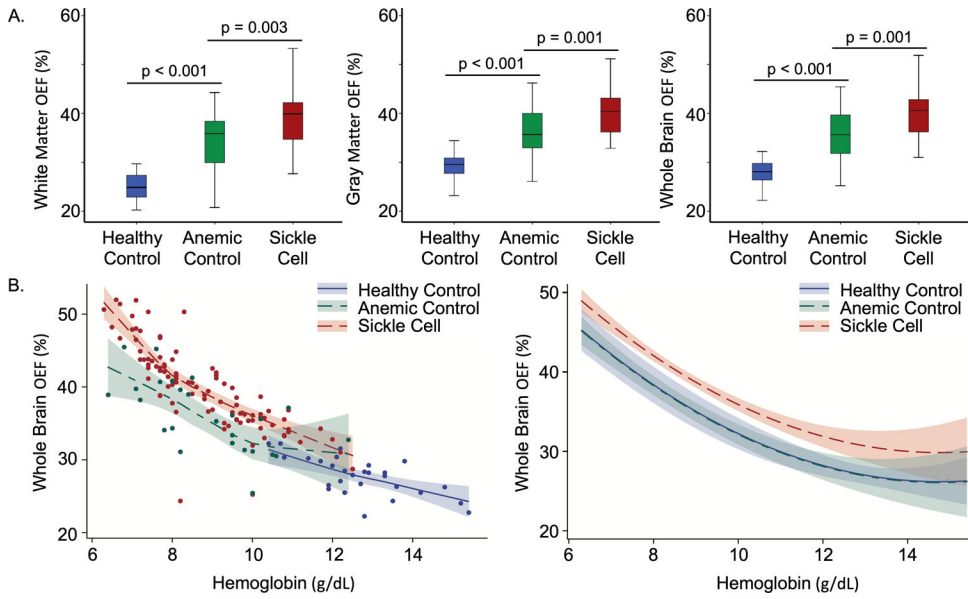 A.
White Matter OEF (%)
60
40
20
p < 0.001
p = 0.003
Healthy Control
Anemic Control
Sickle Cell
Gray Matter OEF (%)
60
40
20
p < 0.001
p = 0.001
Healthy Control
Anemic Control
Sickle Cell
Whole Brain OEF (%)
60
40
20
p < 0.001
p = 0.001
Healthy Control
Anemic Control
Sickle Cell
B.
Whole Brain OEF (%)
50
40
30
20
6 8 10 12 14
Hemoglobin (g/dL)
Healthy Control
Anemic Control
Sickle Cell
Whole Brain OEF (%)
50
40
30
20
6 8 10 12 14
Hemoglobin (g/dL)
Healthy Control
Anemic Control
Sickle Cell